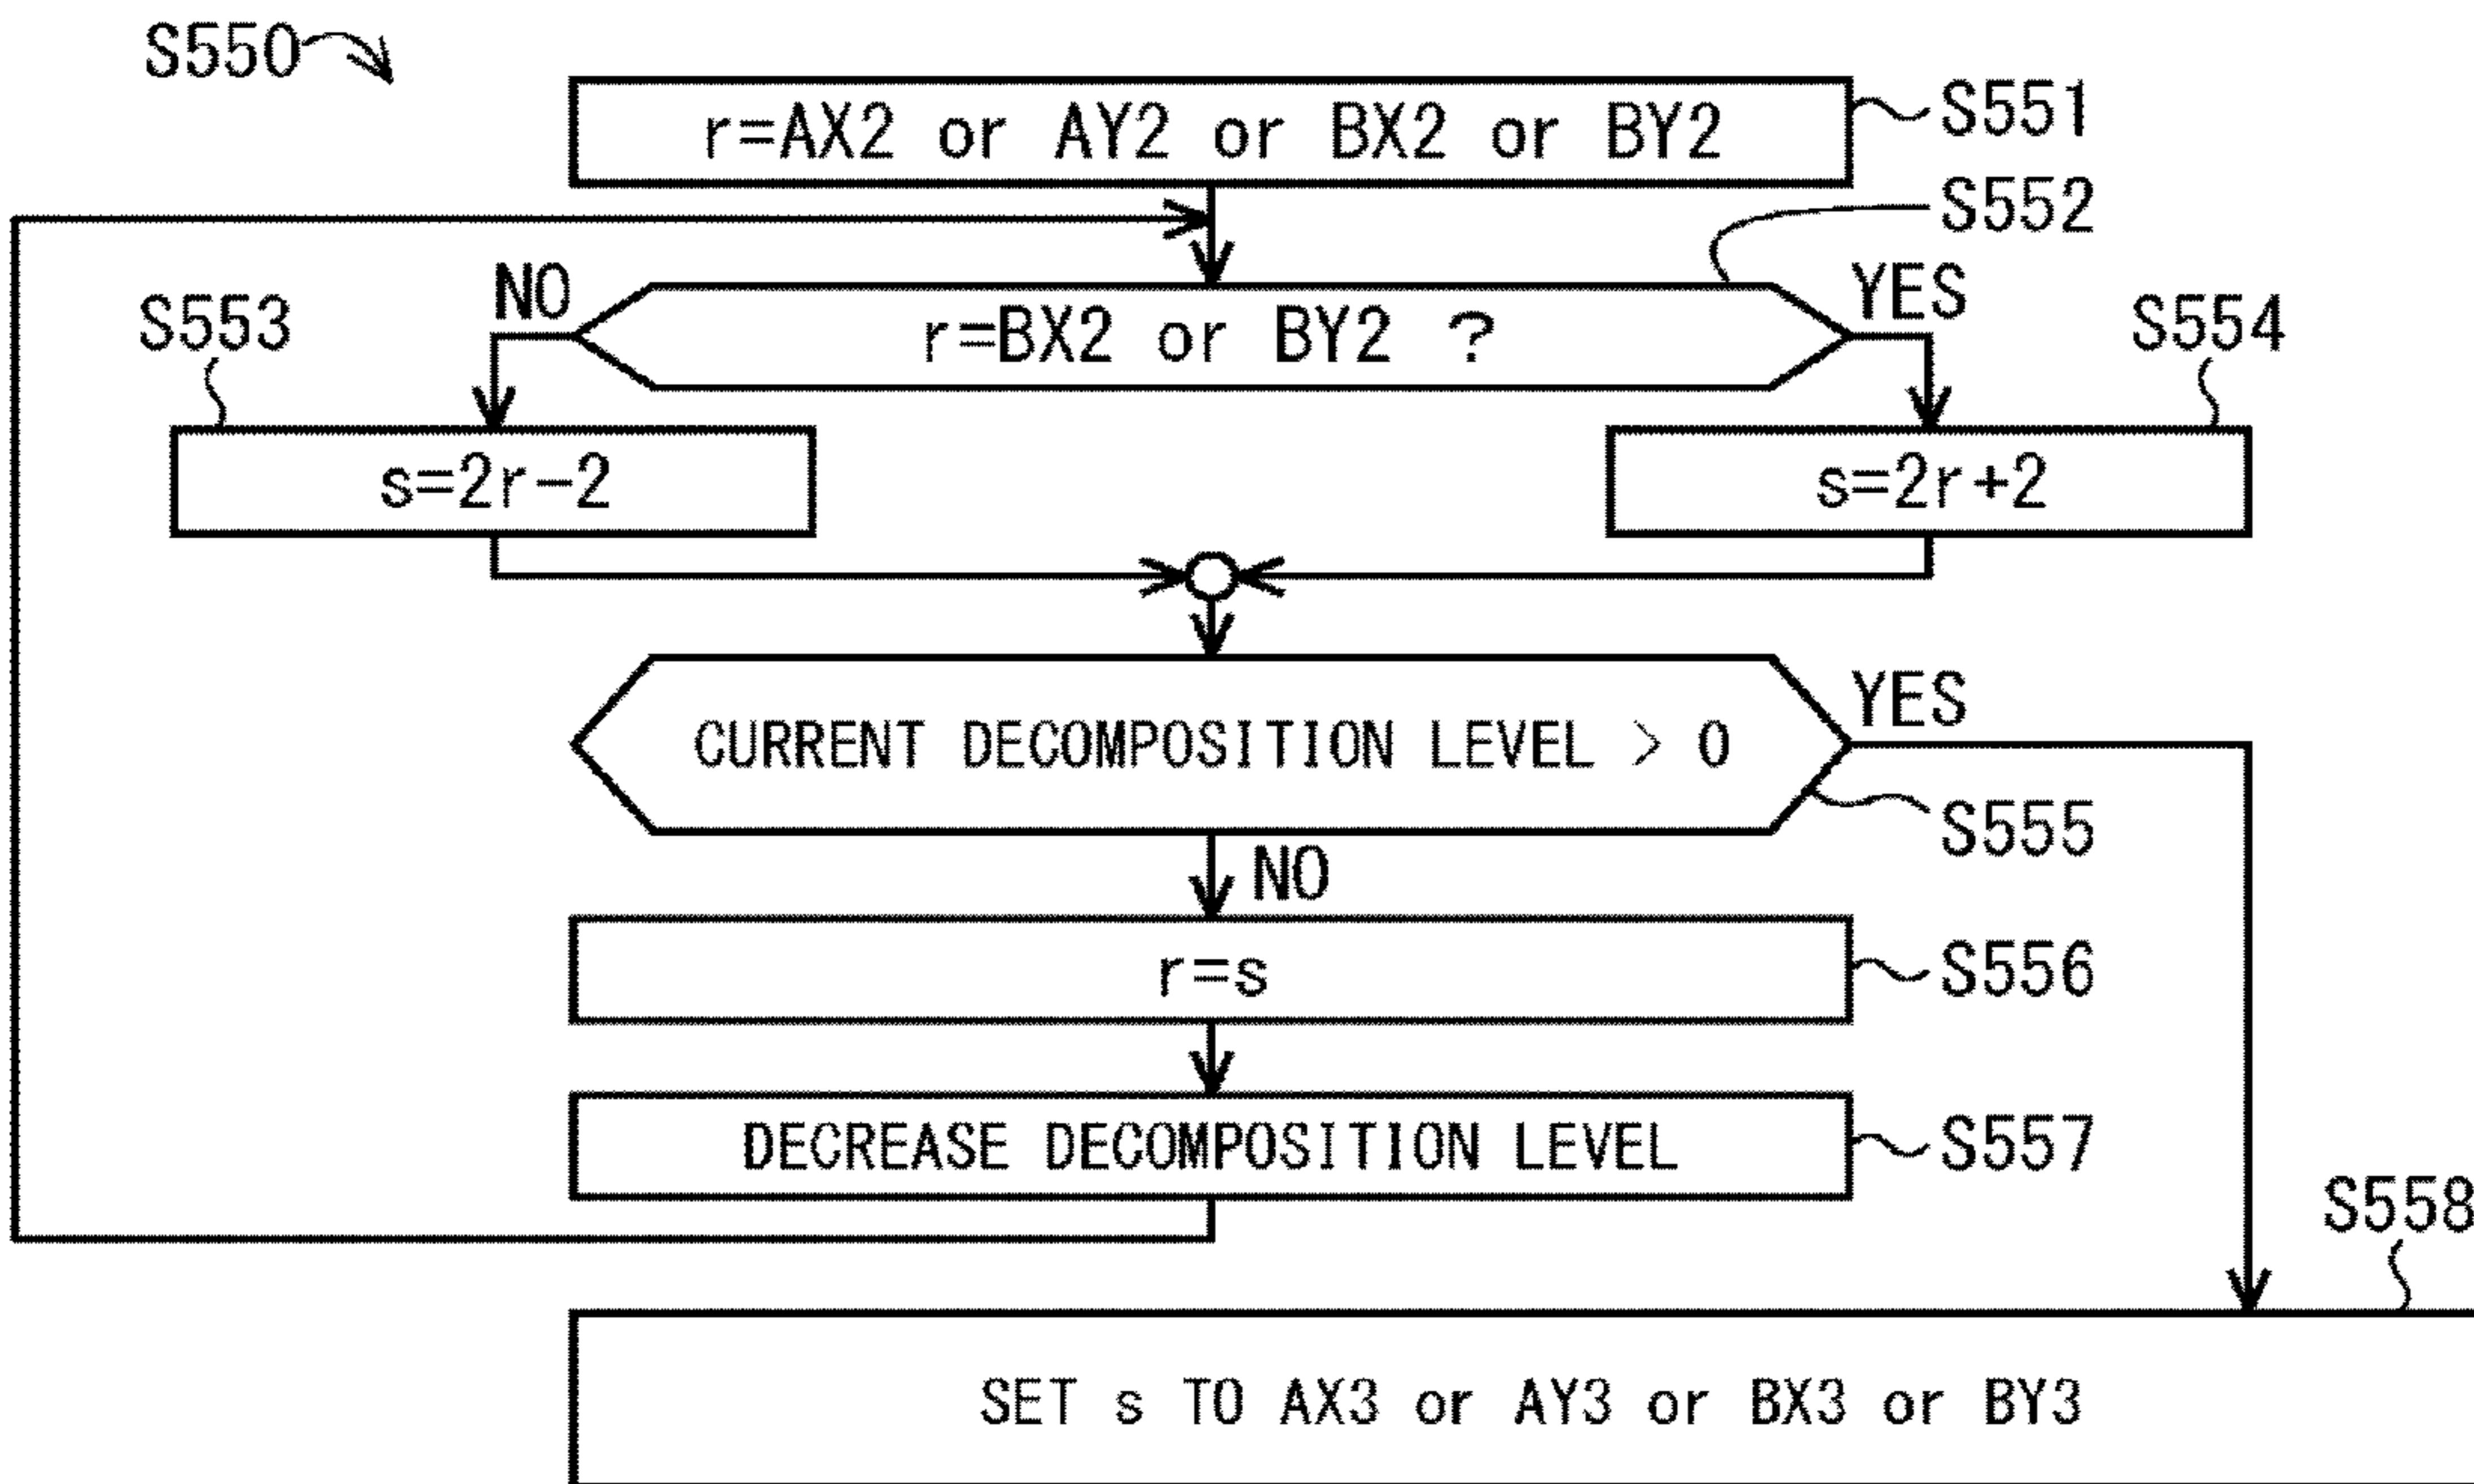 S550
r=AX2 or AY2 or BX2 or BY2
S551
S552
NO
YES
S553
r=BX2 or BY2 ?
S554
s=2r-2
s=2r+2
CURRENT DECOMPOSITION LEVEL > 0
YES
S555
NO
r=s
S556
DECREASE DECOMPOSITION LEVEL
S557
S558
SET s TO AX3 or AY3 or BX3 or BY3